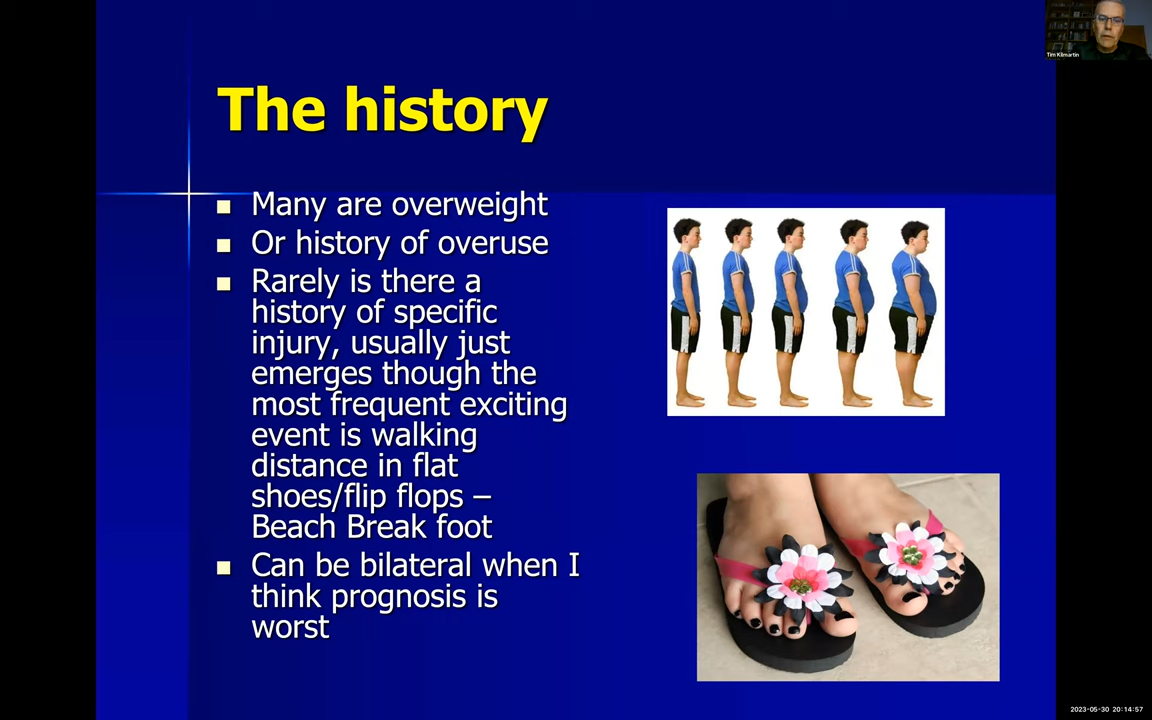 Tim Kilmartin
The history
Many are overweight
Or history of overuse
Rarely is there a
history of specific
injury, usually just
emerges though the
most frequent exciting
event is walking
distance in flat
shoes/flip flops –
Beach Break foot
Can be bilateral when I
think prognosis is
worst
2023-05-30 20:14:57